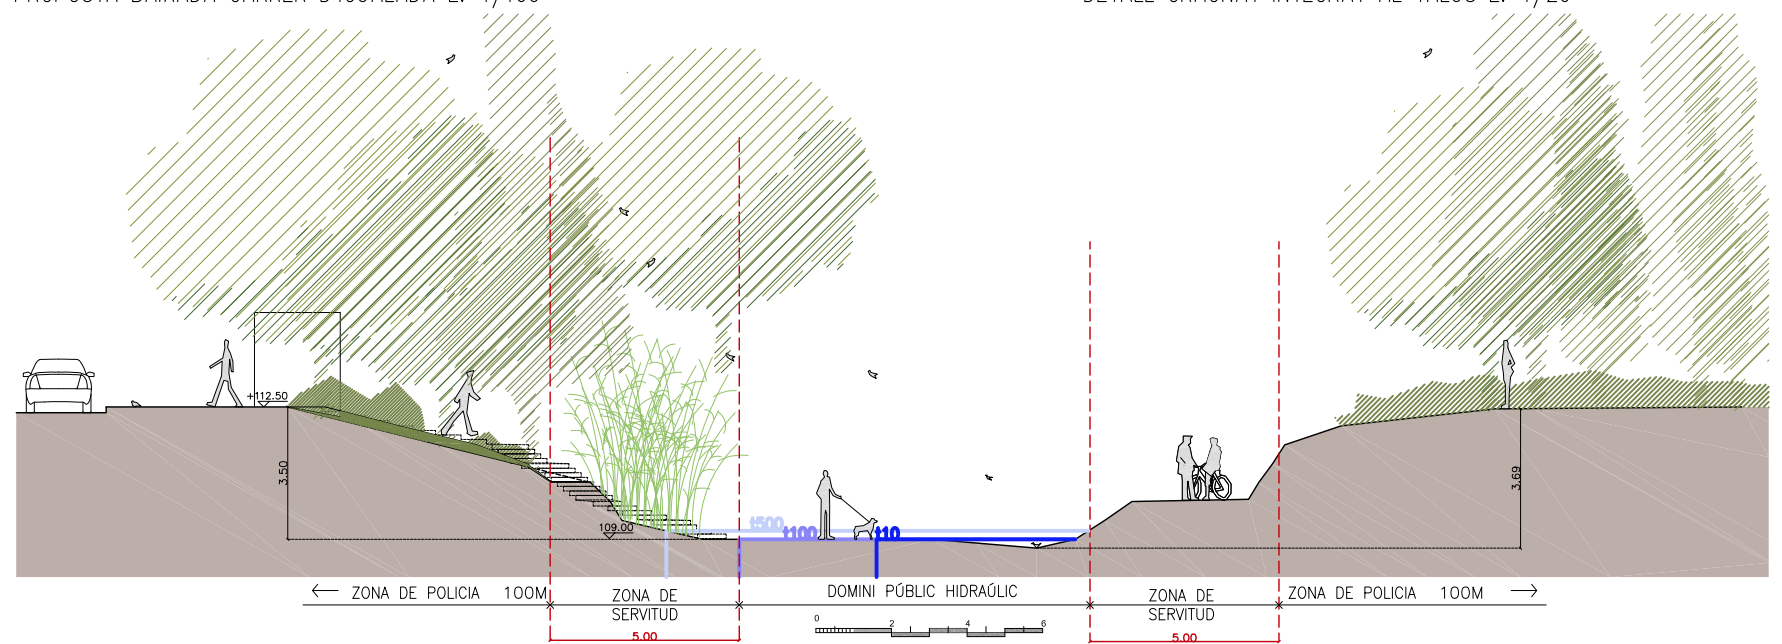 +112.50
3.50
109.00
t500
t100
t10
3.69
ZONA DE POLICIA 100M
ZONA DE
SERVITUD
DOMINI PÚBLIC HIDRAÚLIC
ZONA DE
SERVITUD
ZONA DE POLICIA 100M
0 2 4 6
5.00
5.00